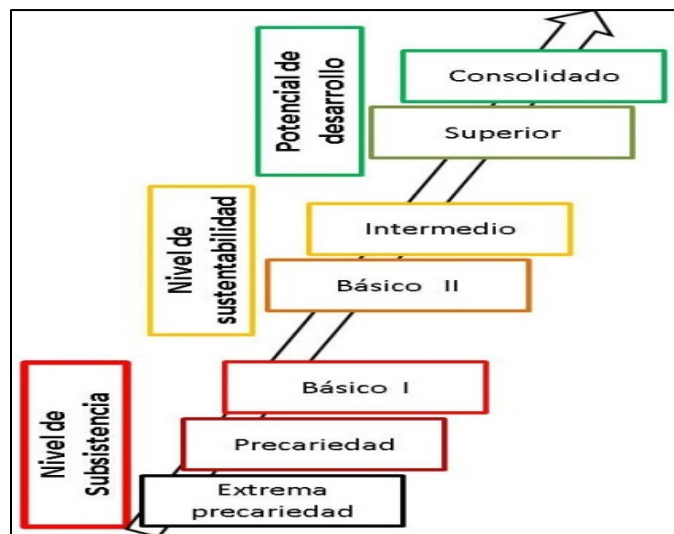 Potencial de
desarrollo
Consolidado
Superior
Nivel de
sustentabilidad
Intermedio
Básico II
Nivel de
Subsistencia
Básico I
Precariedad
Extrema
precariedad